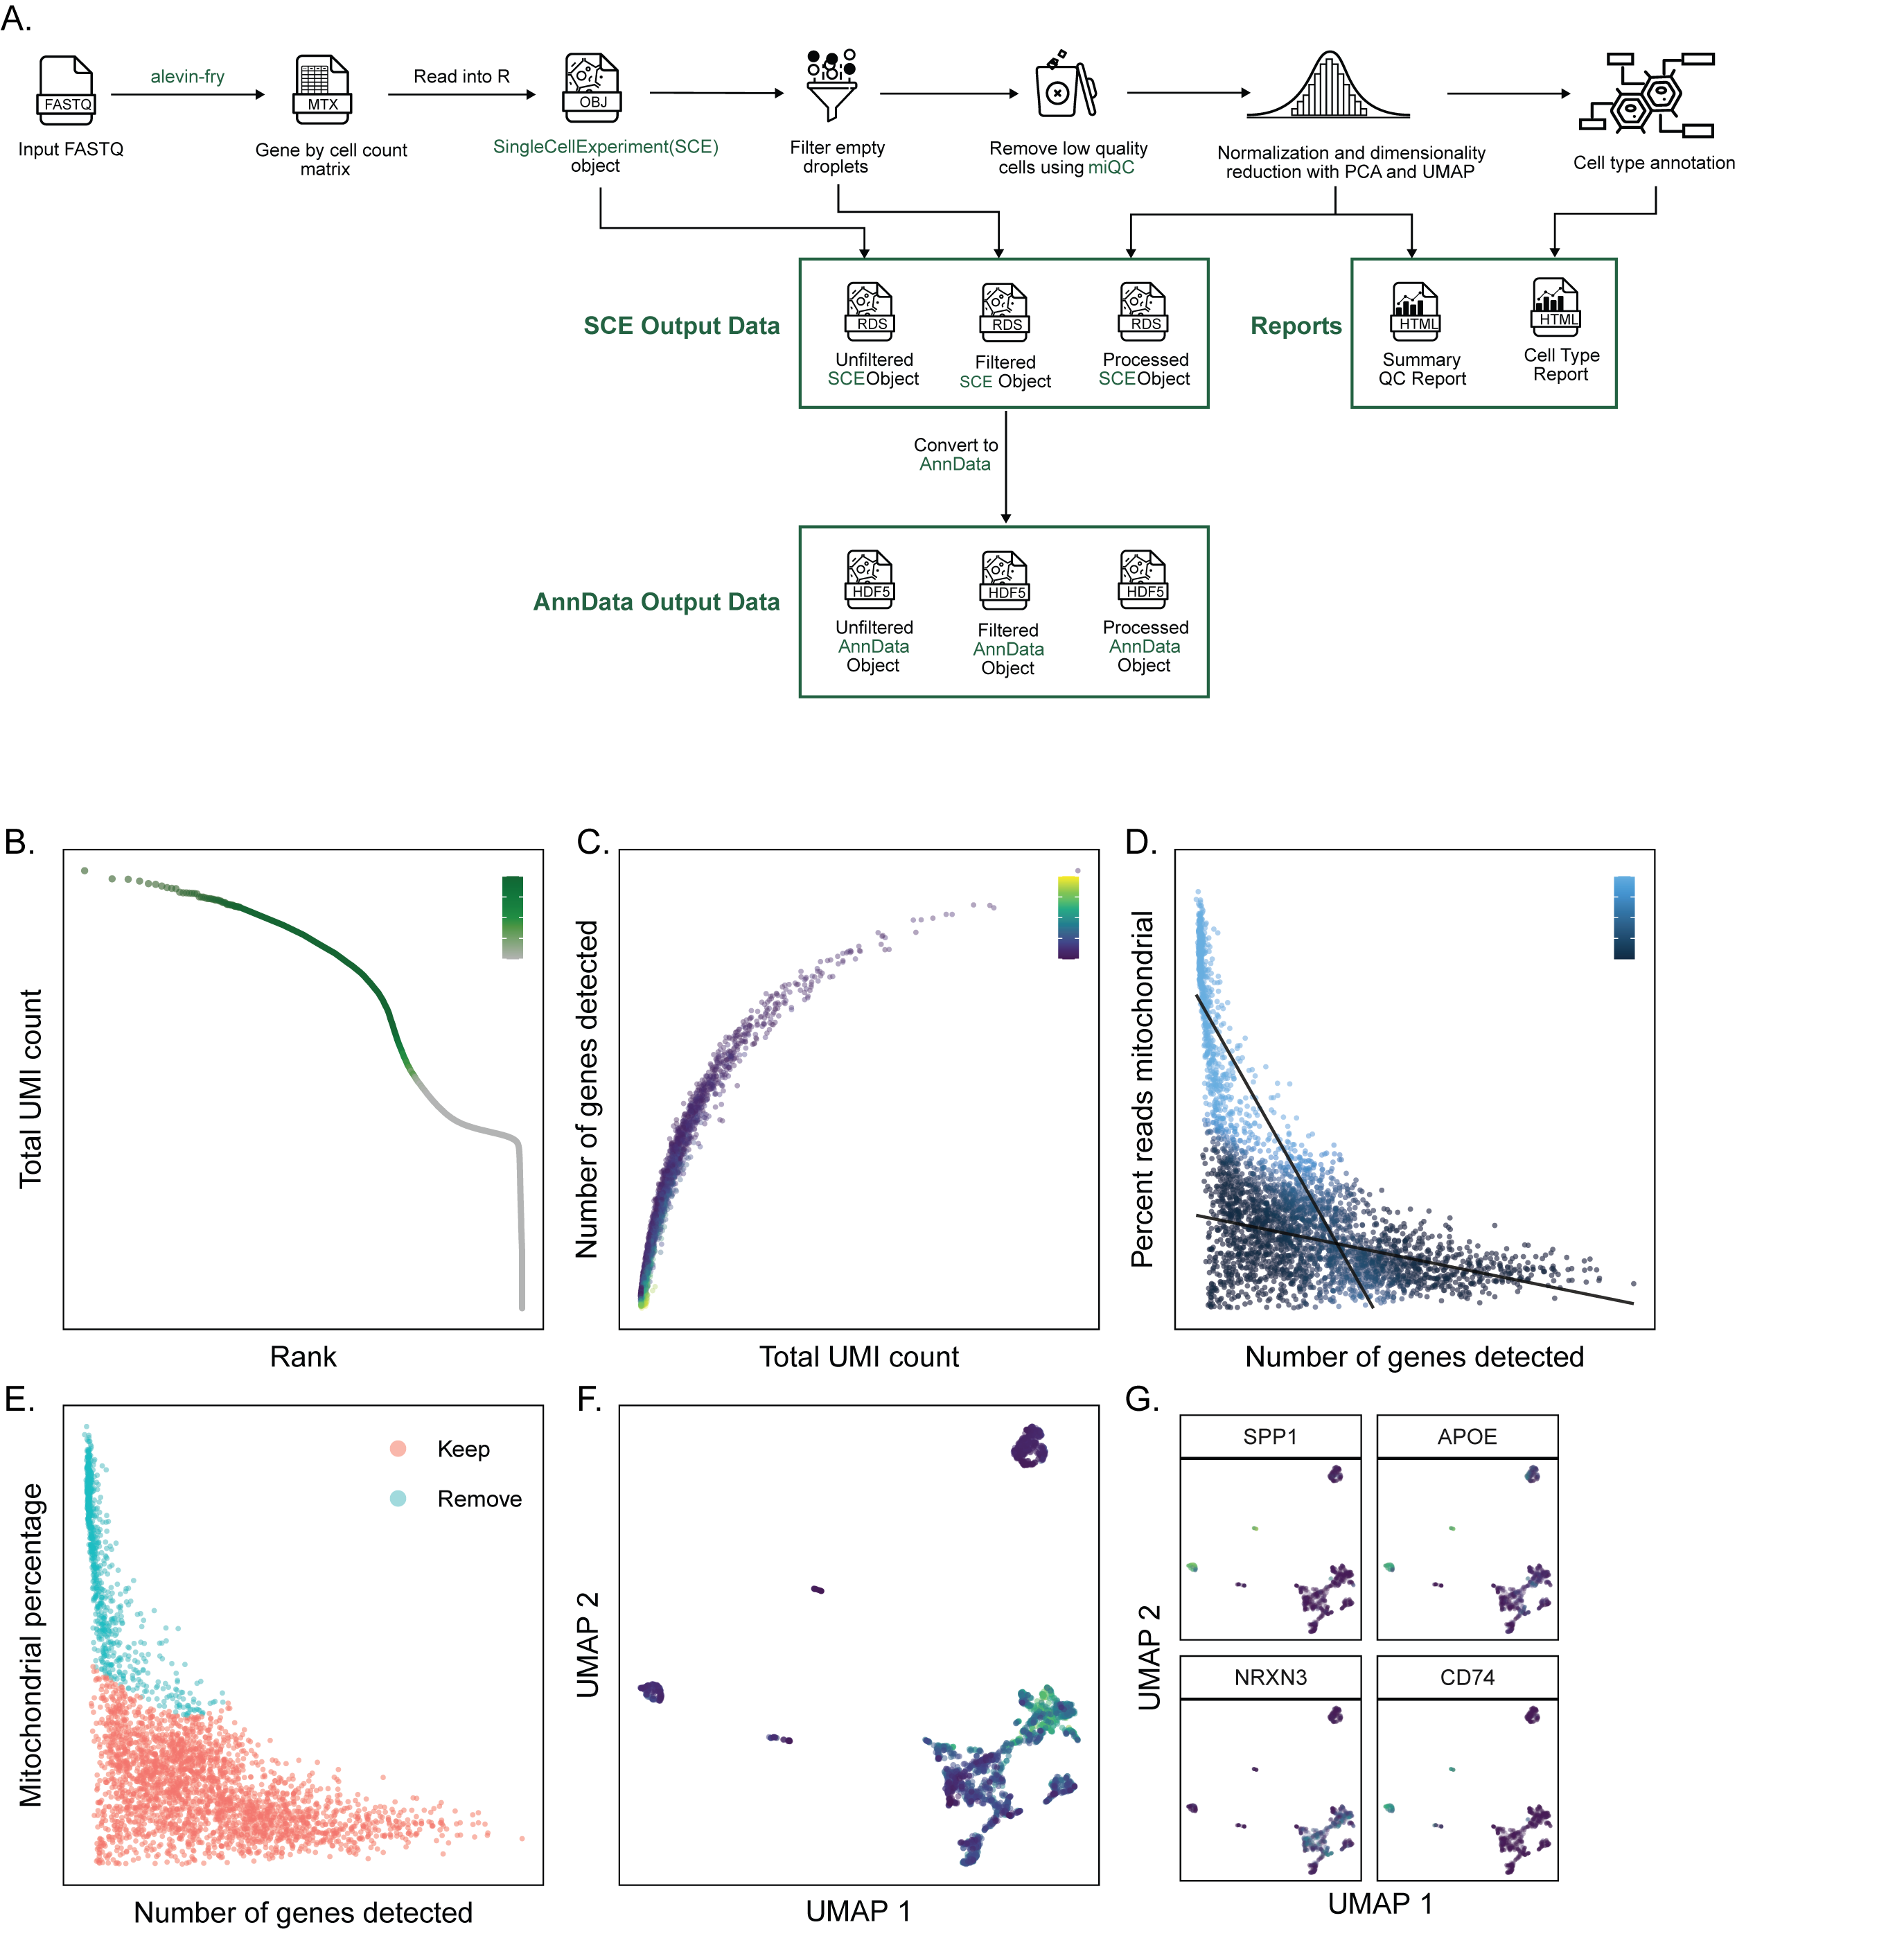 A.
FASTQ
Input FASTQ
alevin-fry
MTX
Gene by cell count
matrix
Read into R
OBJ
SingleCellExperiment(SCE)
object
Filter empty
droplets
Remove low quality
cells using miQC
Normalization and dimensionality
reduction with PCA and UMAP
Cell type annotation
SCE Output Data
RDS
Unfiltered
SCEObject
RDS
Filtered
SCE Object
RDS
Processed
SCEObject
Reports
HTML
Summary
QC Report
HTML
Cell Type
Report
Convert to
AnnData
AnnData Output Data
HDF5
Unfiltered
AnnData
Object
HDF5
Filtered
AnnData
Object
HDF5
Processed
AnnData
Object
B.
Total UMI count
Rank
C.
Number of genes detected
Total UMI count
D.
Percent reads mitochondrial
Number of genes detected
E.
Mitochondrial percentage
Keep
Remove
Number of genes detected
F.
UMAP 2
UMAP 1
G.
SPP1
APOE
NRXN3
CD74
UMAP 2
UMAP 1